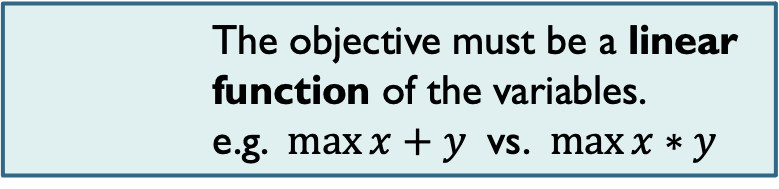 The objective must be a linear
function of the variables.
e.g. max x + y vs. max x ∗ y